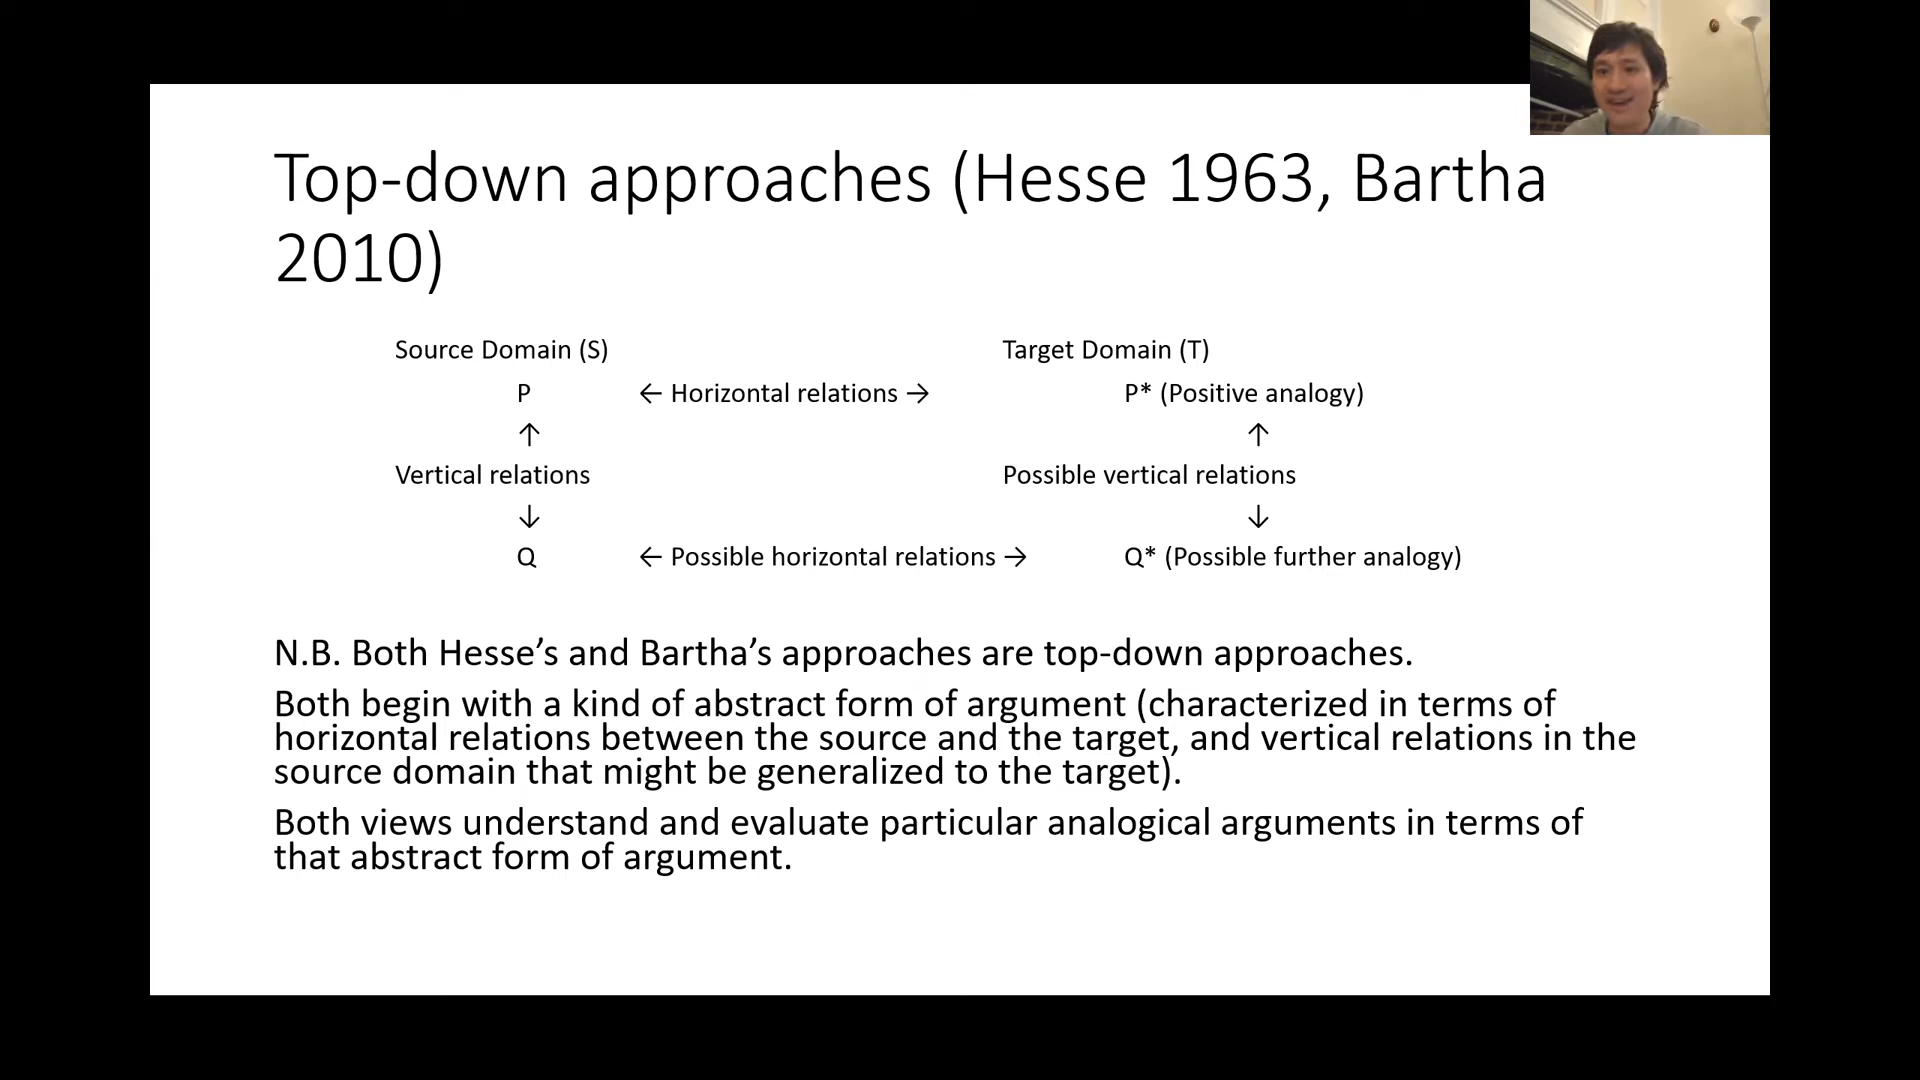 Top-down approaches (Hesse 1963, Bartha
2010)
Source Domain (S) Target Domain (T)
P ← Horizontal relations → P* (Positive analogy)
↑ ↑
Vertical relations Possible vertical relations
↓ ↓
Q ← Possible horizontal relations → Q* (Possible further analogy)
N.B. Both Hesse’s and Bartha’s approaches are top-down approaches.
Both begin with a kind of abstract form of argument (characterized in terms of
horizontal relations between the source and the target, and vertical relations in the
source domain that might be generalized to the target).
Both views understand and evaluate particular analogical arguments in terms of
that abstract form of argument.